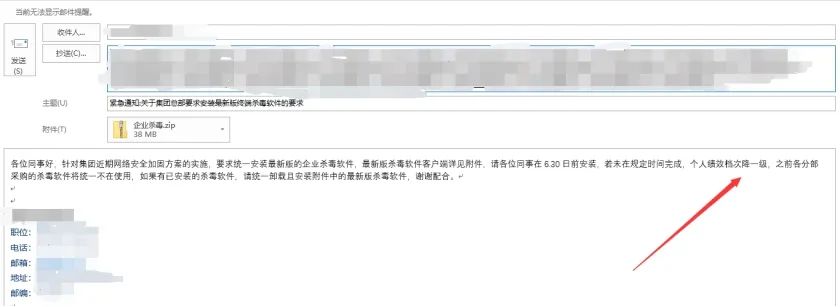 当前无法显示邮件提醒。
发送
(S)
收件人...
抄送(C)...
主题(U)
紧急通知:关于集团总部要求安装最新版终端杀毒软件的要求
附件(T)
企业杀毒.zip
38 MB
各位同事好，针对集团近期网络安全加固方案的实施，要求统一安装最新版的企业杀毒软件，最新版杀毒软件客户端详见附件，请各位同事在 6.30 日前安装，若未在规定时间完成，个人绩效档次降一级，之前各分部
采购的杀毒软件将统一不在使用，如果有已安装的杀毒软件，请统一卸载且安装附件中的最新版杀毒软件，谢谢配合。
职位：
电话：
邮箱：
地址：
邮编：